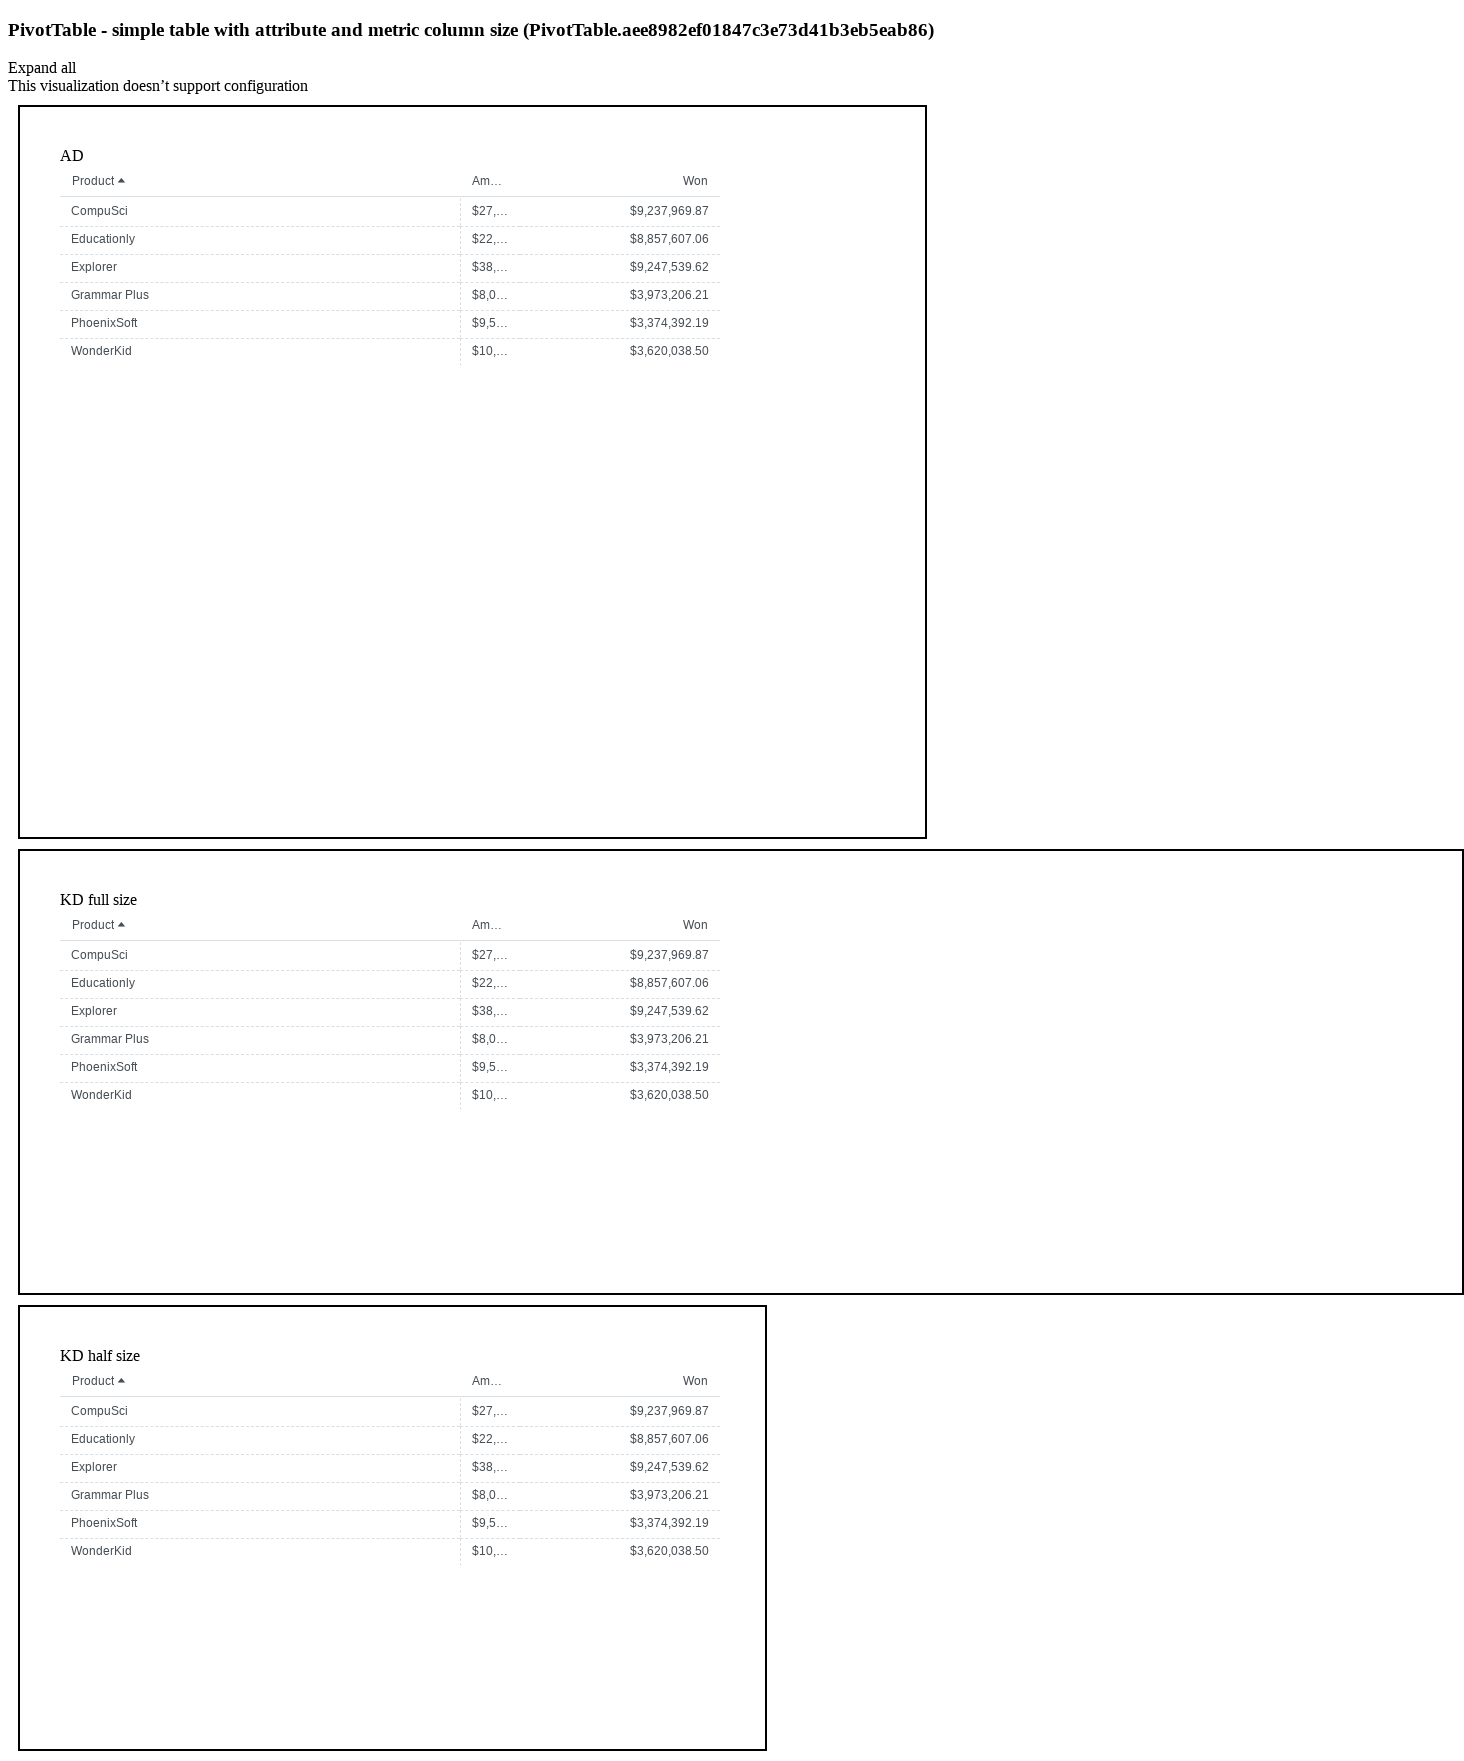 PivotTable - simple table with attribute and metric column size (PivotTable.aee8982ef01847c3e73d41b3eb5eab86)
Expand all
This visualization doesn’t support configuration
AD
Product Am… Won
CompuSci $27,… $9,237,969.87
Educationly $22,… $8,857,607.06
Explorer $38,… $9,247,539.62
Grammar Plus $8,0… $3,973,206.21
PhoenixSoft $9,5… $3,374,392.19
WonderKid $10,… $3,620,038.50
KD full size
Product Am… Won
CompuSci $27,… $9,237,969.87
Educationly $22,… $8,857,607.06
Explorer $38,… $9,247,539.62
Grammar Plus $8,0… $3,973,206.21
PhoenixSoft $9,5… $3,374,392.19
WonderKid $10,… $3,620,038.50
KD half size
Product Am… Won
CompuSci $27,… $9,237,969.87
Educationly $22,… $8,857,607.06
Explorer $38,… $9,247,539.62
Grammar Plus $8,0… $3,973,206.21
PhoenixSoft $9,5… $3,374,392.19
WonderKid $10,… $3,620,038.50